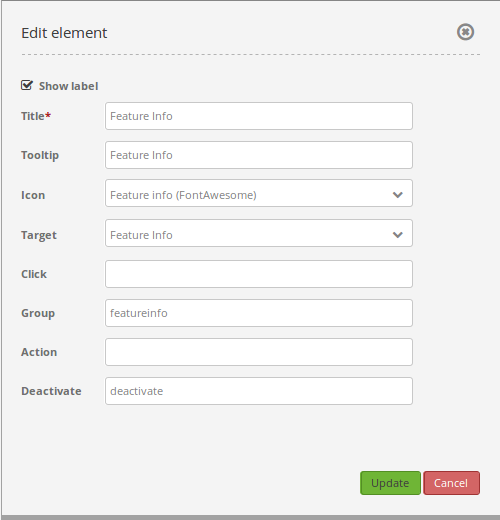 Edit element
Show label
Title* Feature Info
Tooltip Feature Info
Icon Feature info (FontAwesome)
Target Feature Info
Click
Group featureinfo
Action
Deactivate deactivate
Update Cancel